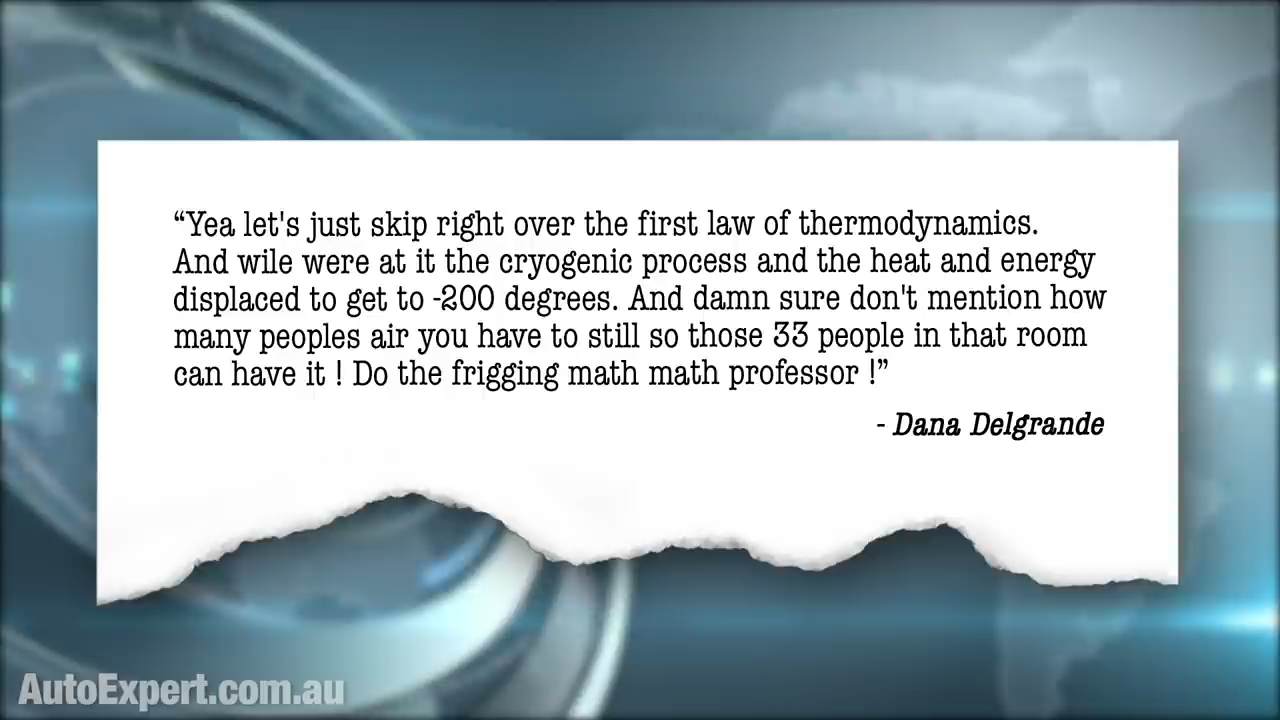 “Yea let's just skip right over the first law of thermodynamics.
And wile were at it the cryogenic process and the heat and energy
displaced to get to -200 degrees. And damn sure don't mention how
many peoples air you have to still so those 33 people in that room
can have it ! Do the frigging math math professor !”
- Dana Delgrande
AutoExpert.com.au